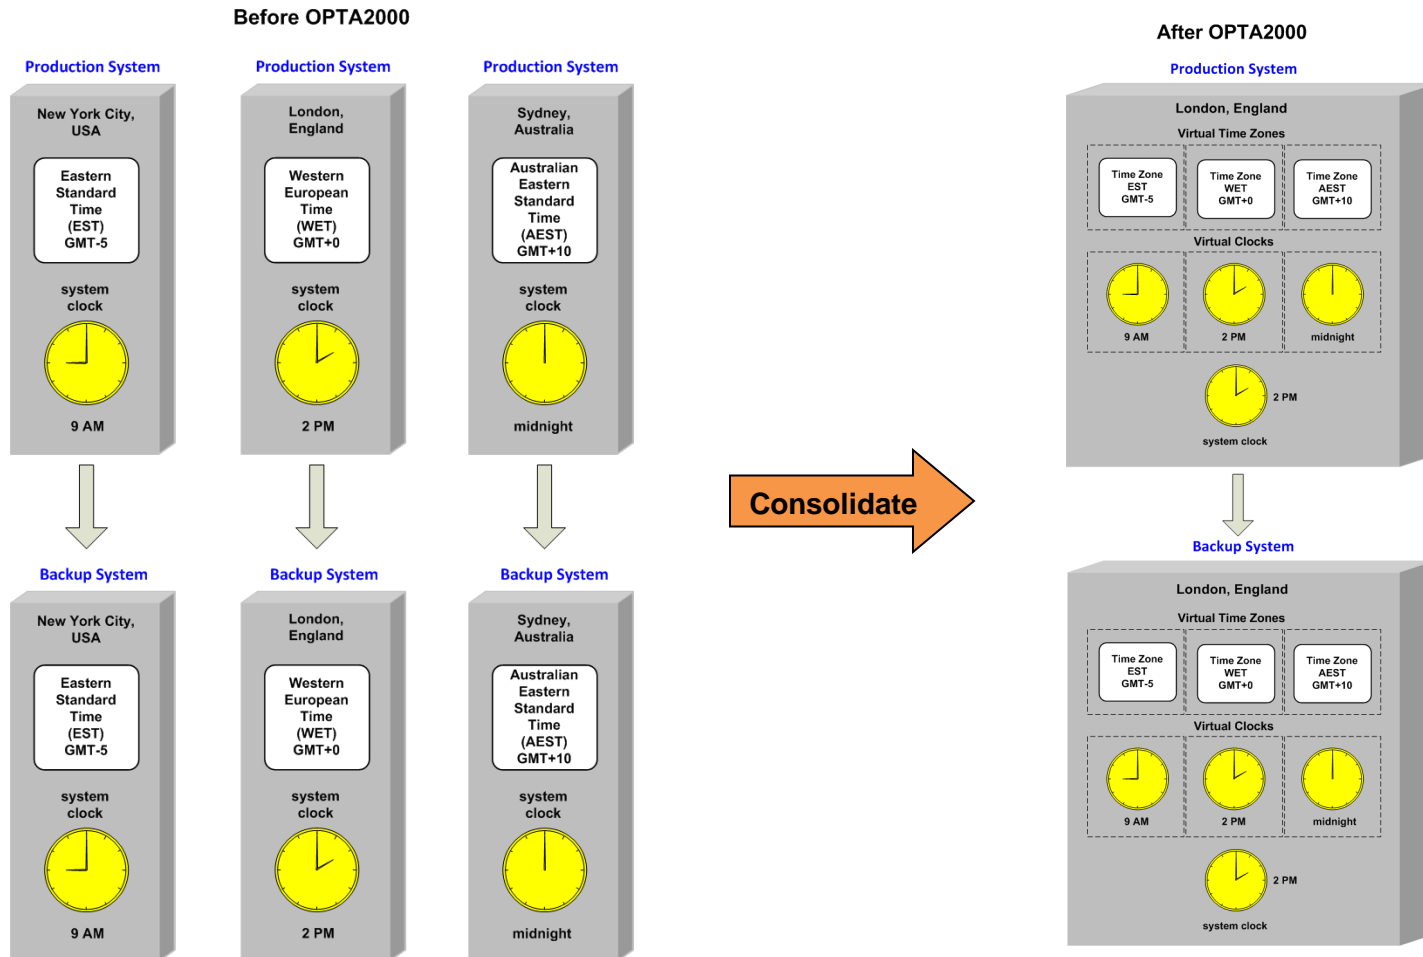 Before OPTA2000
Production System
New York City,
USA
Eastern
Standard
Time
(EST)
GMT-5
system
clock
9 AM
Production System
London,
England
Western
European
Time
(WET)
GMT+0
system
clock
2 PM
Production System
Sydney,
Australia
Australian
Eastern
Standard
Time
(AEST)
GMT+10
system
clock
midnight
Backup System
New York City,
USA
Eastern
Standard
Time
(EST)
GMT-5
system
clock
9 AM
Backup System
London,
England
Western
European
Time
(WET)
GMT+0
system
clock
2 PM
Backup System
Sydney,
Australia
Australian
Eastern
Standard
Time
(AEST)
GMT+10
system
clock
midnight
Consolidate
After OPTA2000
Production System
London, England
Virtual Time Zones
Time Zone
EST
GMT-5
Time Zone
WET
GMT+0
Time Zone
AEST
GMT+10
Virtual Clocks
9 AM
2 PM
midnight
2 PM
system clock
Backup System
London, England
Virtual Time Zones
Time Zone
EST
GMT-5
Time Zone
WET
GMT+0
Time Zone
AEST
GMT+10
Virtual Clocks
9 AM
2 PM
midnight
2 PM
system clock